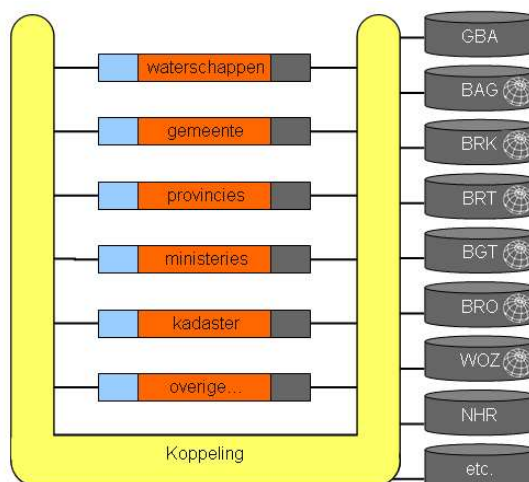 waterschappen
gemeente
provincies
ministeries
kadaster
overige...
Koppeling
GBA
BAG
BRK
BRT
BGT
BRO
WOZ
NHR
etc.